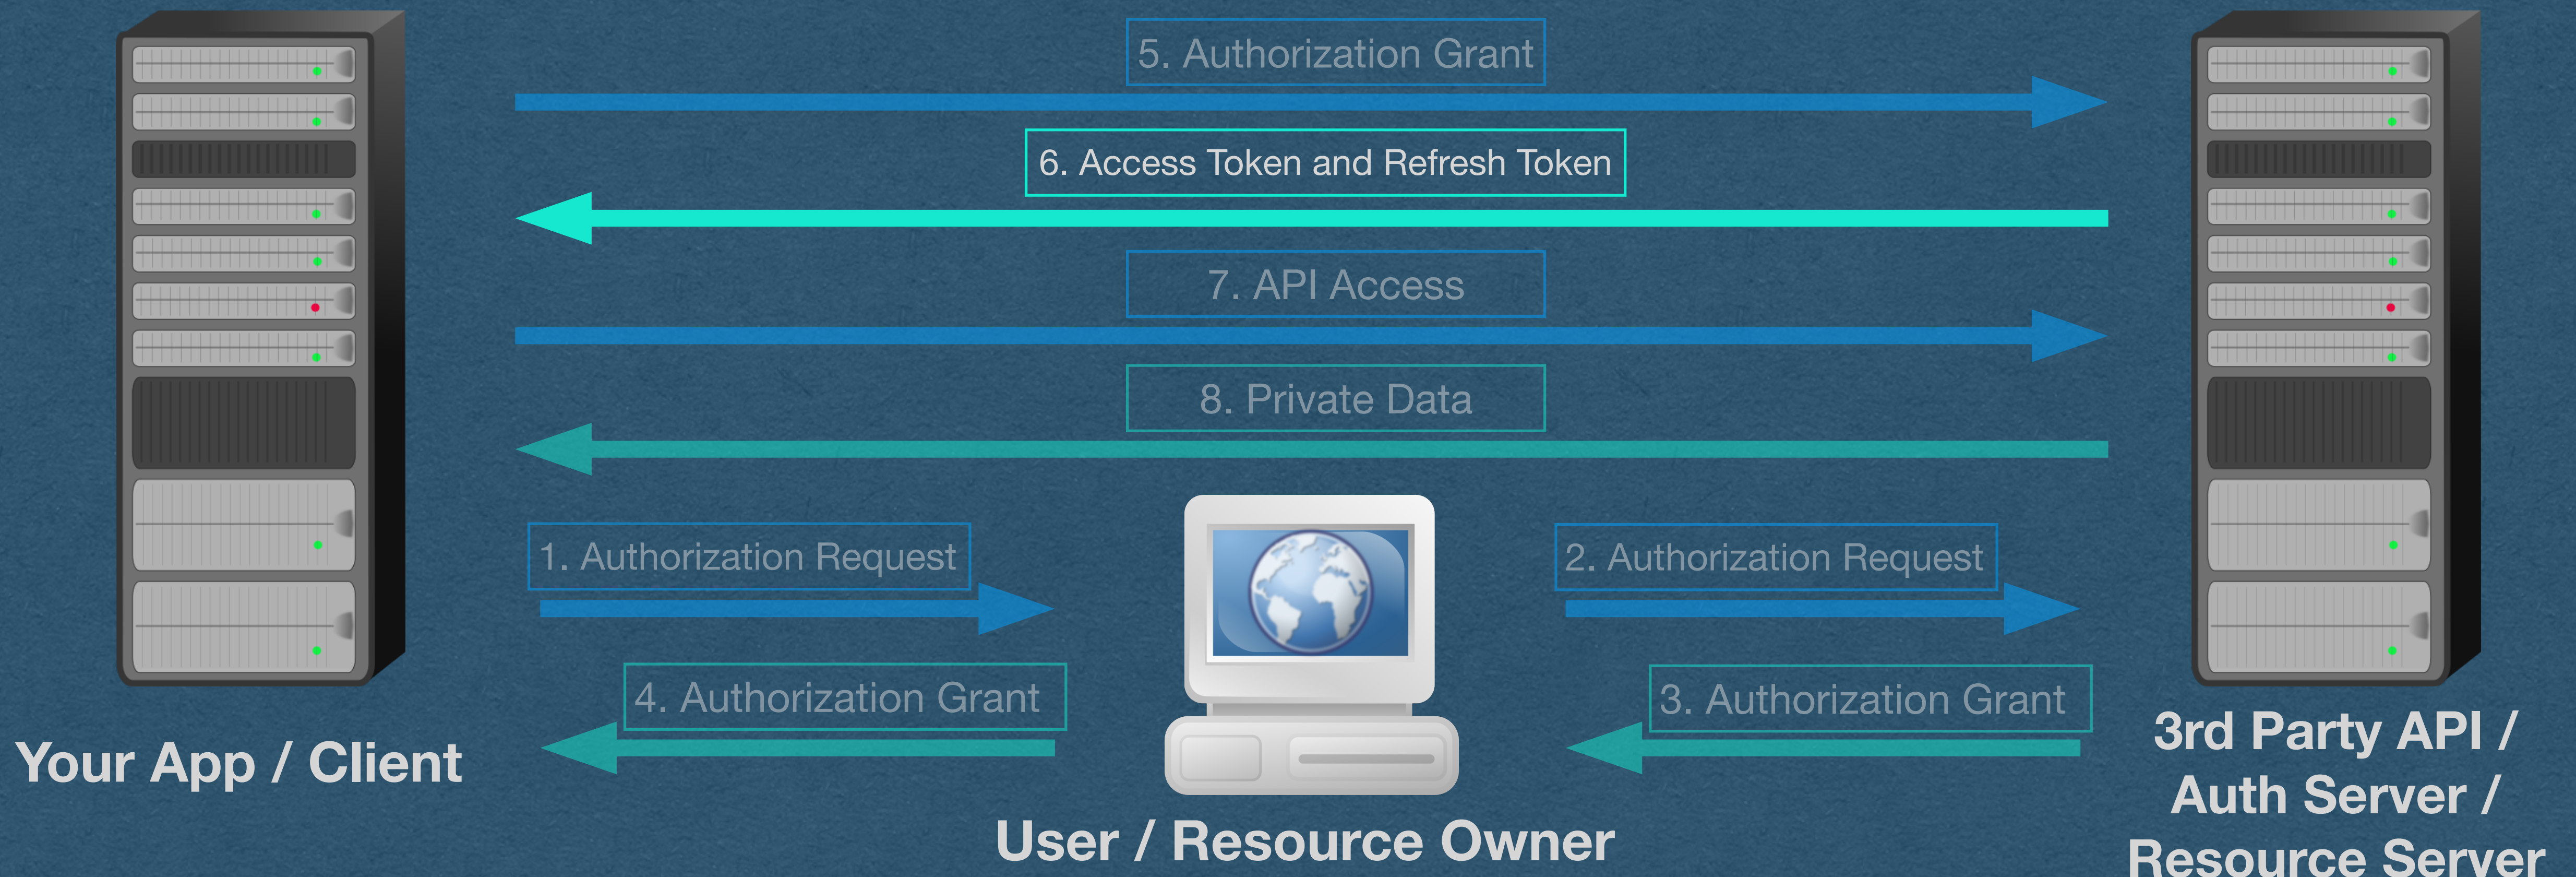 5. Authorization Grant
6. Access Token and Refresh Token
7. API Access
8. Private Data
1. Authorization Request
2. Authorization Request
4. Authorization Grant
3. Authorization Grant
Your App / Client
User / Resource Owner
3rd Party API /
Auth Server /
Resource Server